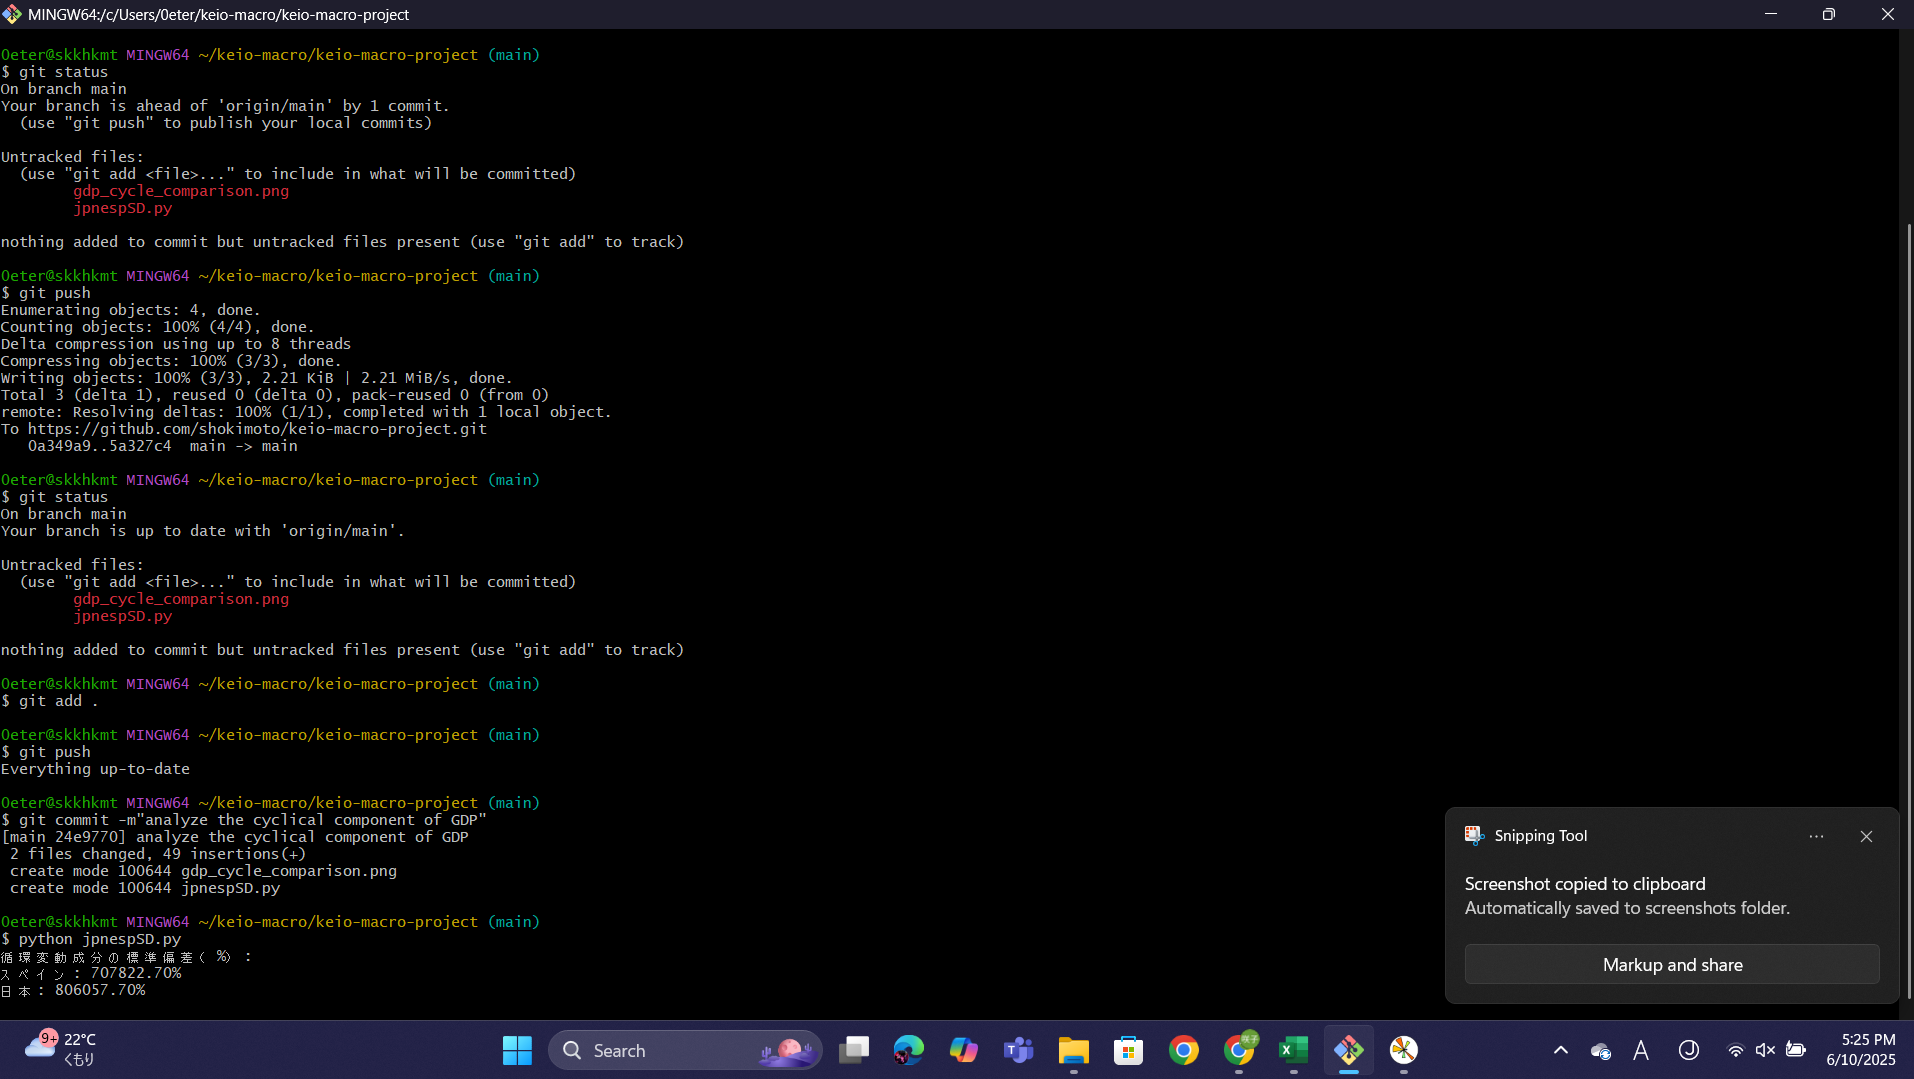 MINGW64:/c/Users/0eter/keio-macro/keio-macro-project
0eter@skkhkmt MINGW64 ~/keio-macro/keio-macro-project (main)
$ git status
On branch main
Your branch is ahead of 'origin/main' by 1 commit.
(use "git push" to publish your local commits)
Untracked files:
(use "git add <file>..." to include in what will be committed)
gdp_cycle_comparison.png
jpnespSD.py
nothing added to commit but untracked files present (use "git add" to track)
0eter@skkhkmt MINGW64 ~/keio-macro/keio-macro-project (main)
$ git push
Enumerating objects: 4, done.
Counting objects: 100% (4/4), done.
Delta compression using up to 8 threads
Compressing objects: 100% (3/3), done.
Writing objects: 100% (3/3), 2.21 KiB | 2.21 MiB/s, done.
Total 3 (delta 1), reused 0 (delta 0), pack-reused 0 (from 0)
remote: Resolving deltas: 100% (1/1), completed with 1 local object.
To https://github.com/shokimoto/keio-macro-project.git
0a349a9..5a327c4  main -> main
0eter@skkhkmt MINGW64 ~/keio-macro/keio-macro-project (main)
$ git status
On branch main
Your branch is up to date with 'origin/main'.
Untracked files:
(use "git add <file>..." to include in what will be committed)
gdp_cycle_comparison.png
jpnespSD.py
nothing added to commit but untracked files present (use "git add" to track)
0eter@skkhkmt MINGW64 ~/keio-macro/keio-macro-project (main)
$ git add .
0eter@skkhkmt MINGW64 ~/keio-macro/keio-macro-project (main)
$ git push
Everything up-to-date
0eter@skkhkmt MINGW64 ~/keio-macro/keio-macro-project (main)
$ git commit -m"analyze the cyclical component of GDP"
[main 24e9770] analyze the cyclical component of GDP
2 files changed, 49 insertions(+)
create mode 100644 gdp_cycle_comparison.png
create mode 100644 jpnespSD.py
0eter@skkhkmt MINGW64 ~/keio-macro/keio-macro-project (main)
$ python jpnespSD.py
循環変動成分の標準偏差( %) :
スペイン: 707822.70%
日本: 806057.70%
Snipping Tool
Screenshot copied to clipboard
Automatically saved to screenshots folder.
Markup and share
9+
22°C
くもり
Search
A
J
5:25 PM
6/10/2025